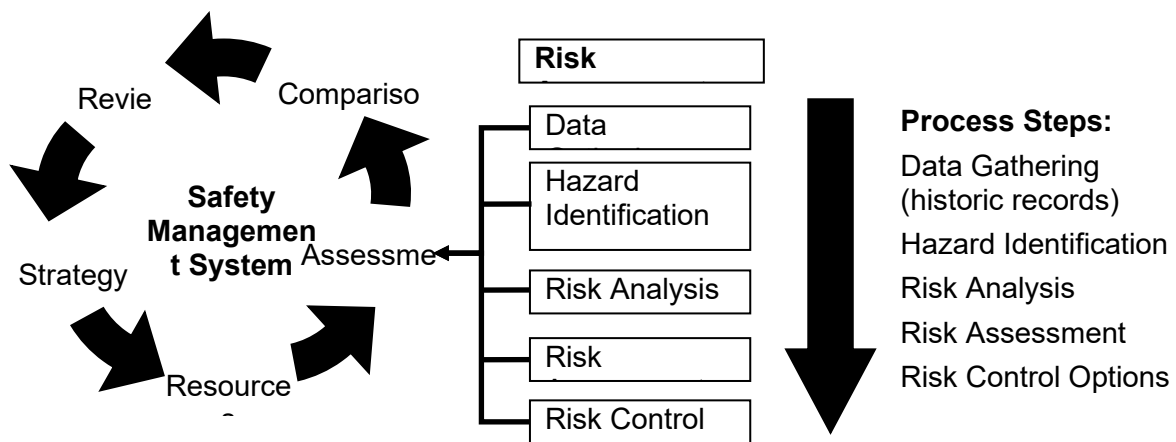 Revie
Compariso
Safety
Managemen
t System
Assessme
Strategy
Resource
Risk
Data
Hazard
Identification
Risk Analysis
Risk
Risk Control
Process Steps:
Data Gathering
(historic records)
Hazard Identification
Risk Analysis
Risk Assessment
Risk Control Options